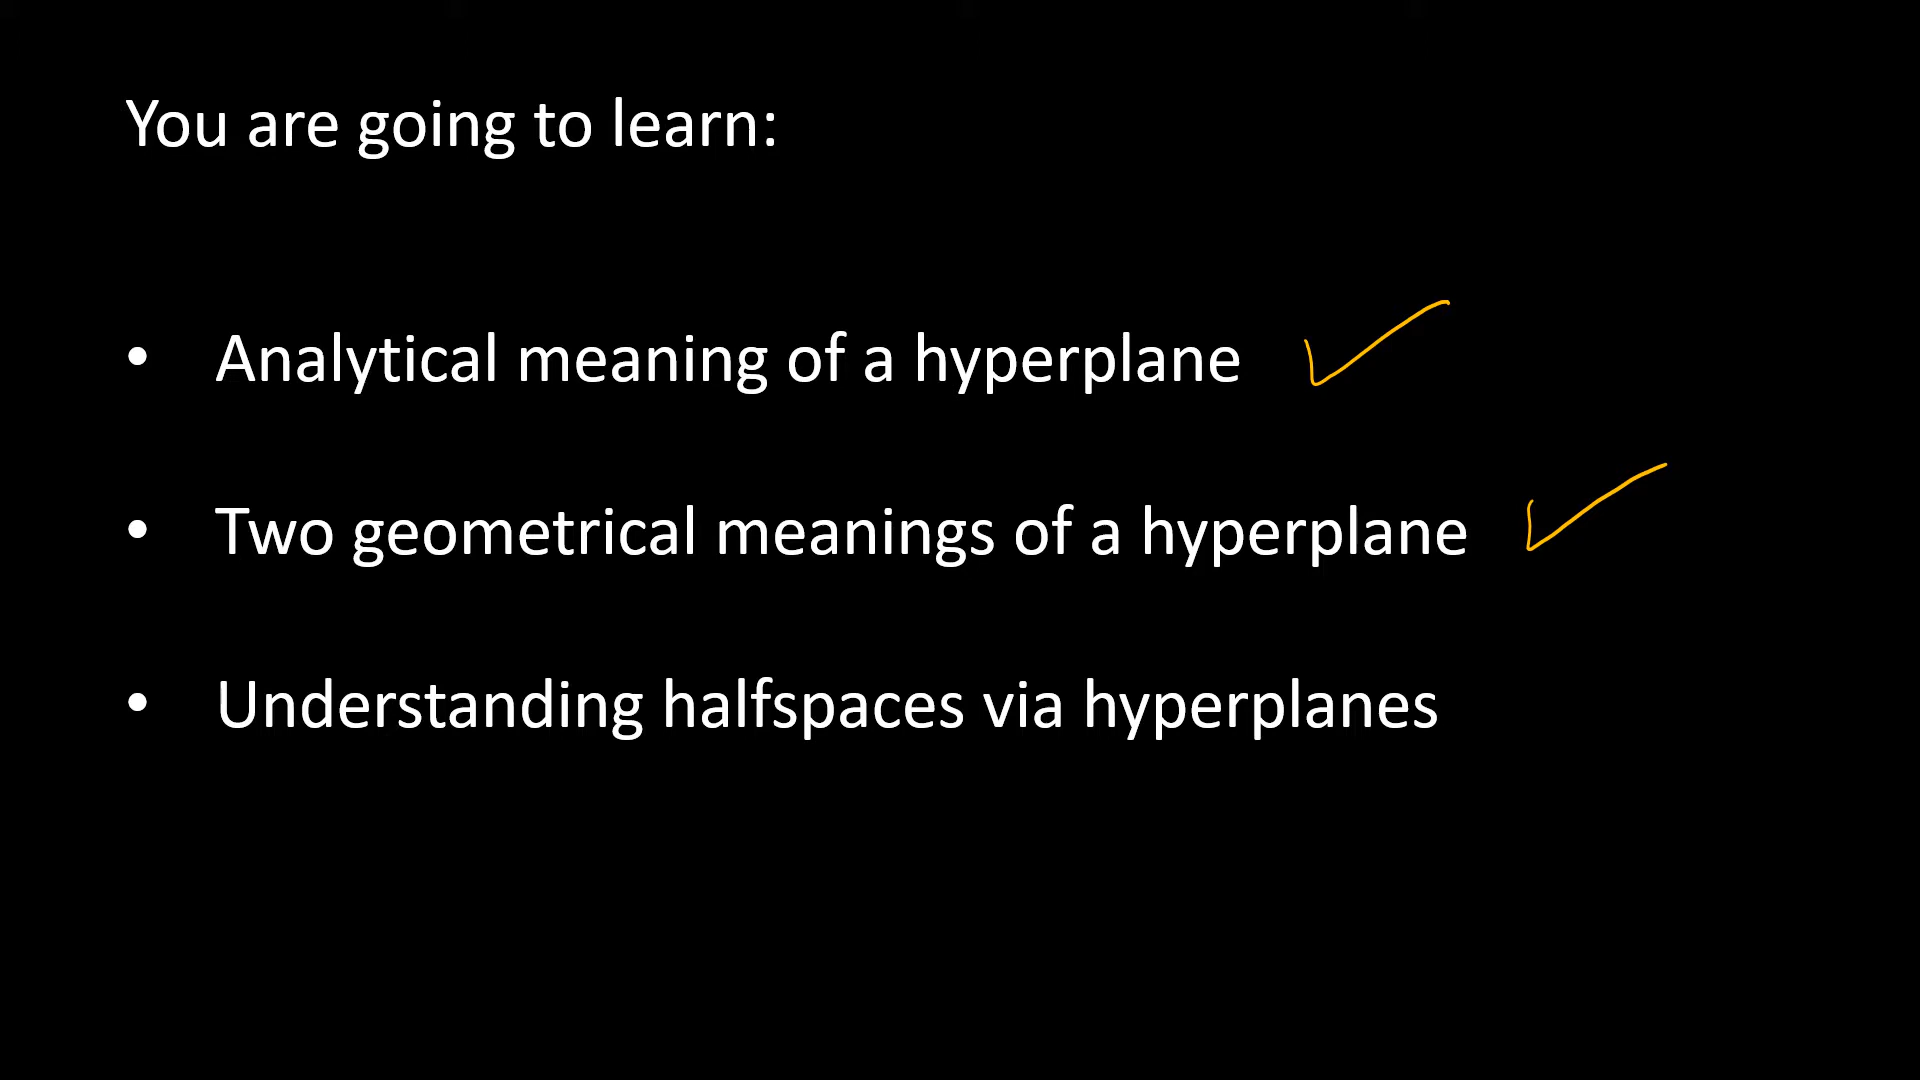 You are going to learn:
• Analytical meaning of a hyperplane
• Two geometrical meanings of a hyperplane
• Understanding halfspaces via hyperplanes